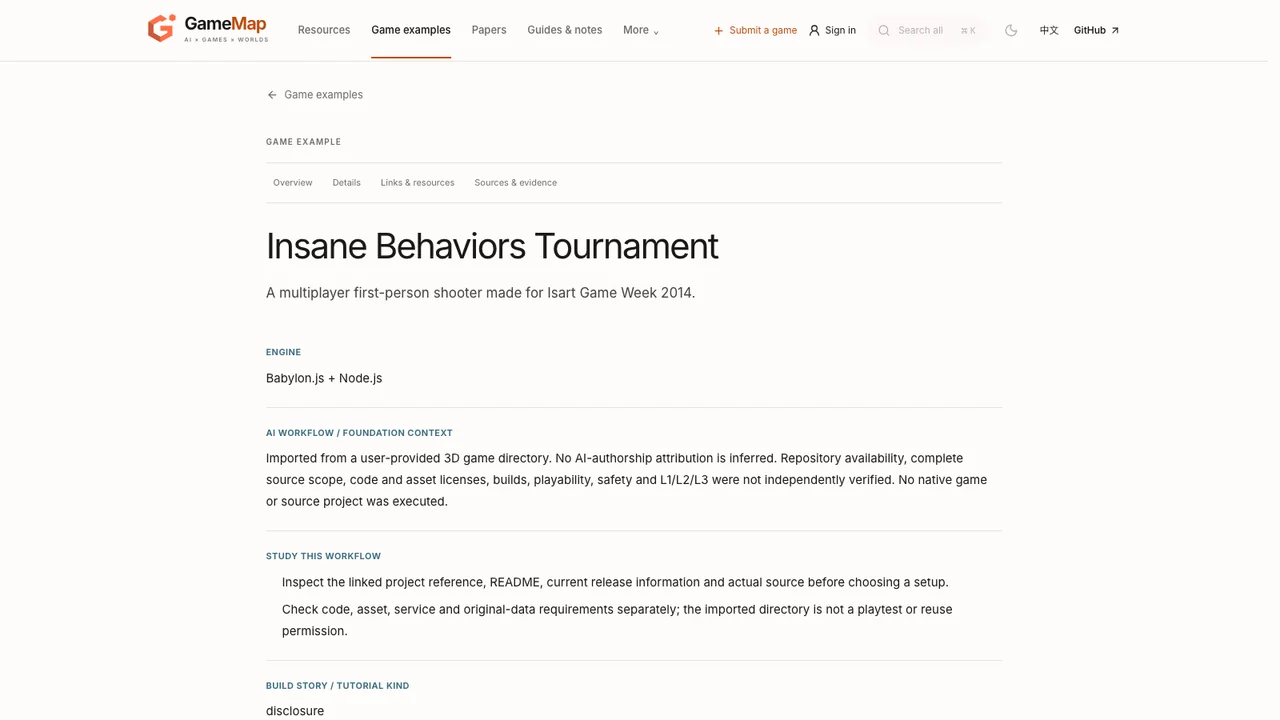 GameMap
AI × GAMES × WORLDS
Resources
Game examples
Papers
Guides & notes
More
Submit a game
Sign in
Search all
⌘ K
中文
GitHub
Game examples
GAME EXAMPLE
Overview
Details
Links & resources
Sources & evidence
Insane Behaviors Tournament
A multiplayer first-person shooter made for Isart Game Week 2014.
ENGINE
Babylon.js + Node.js
AI WORKFLOW / FOUNDATION CONTEXT
Imported from a user-provided 3D game directory. No AI-authorship attribution is inferred. Repository availability, complete
source scope, code and asset licenses, builds, playability, safety and L1/L2/L3 were not independently verified. No native game
or source project was executed.
STUDY THIS WORKFLOW
Inspect the linked project reference, README, current release information and actual source before choosing a setup.
Check code, asset, service and original-data requirements separately; the imported directory is not a playtest or reuse
permission.
BUILD STORY / TUTORIAL KIND
disclosure